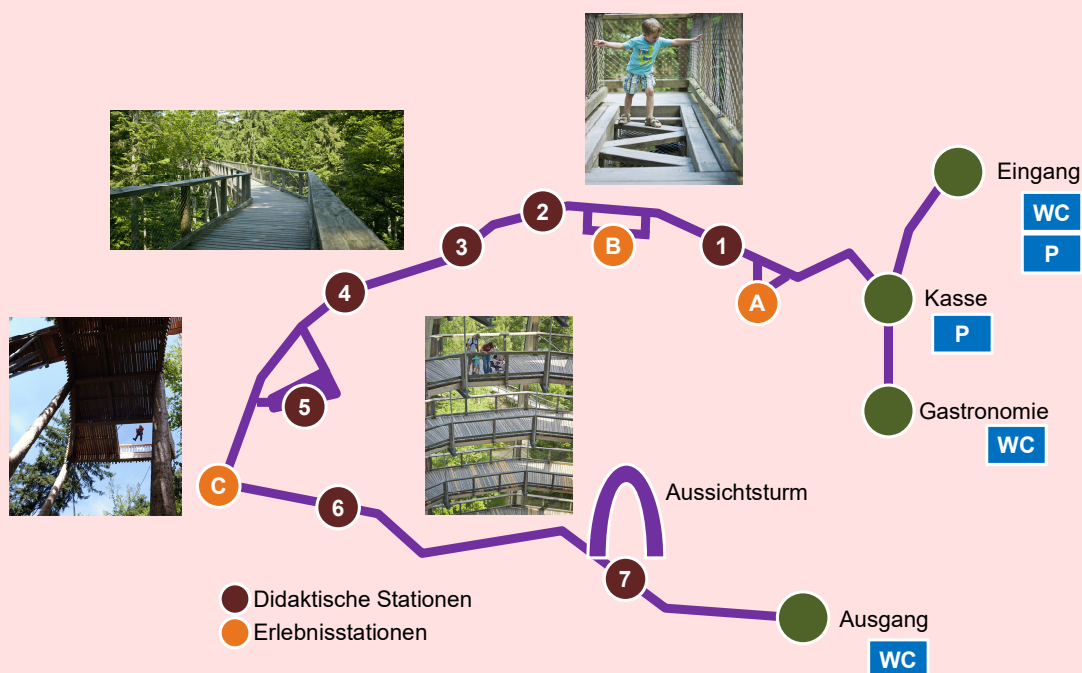 Eingang
WC
P
2
1
B
3
4
A
Kasse
P
5
Gastronomie
WC
C
6
Aussichtsturm
7
Didaktische Stationen
Erlebnisstationen
Ausgang
WC